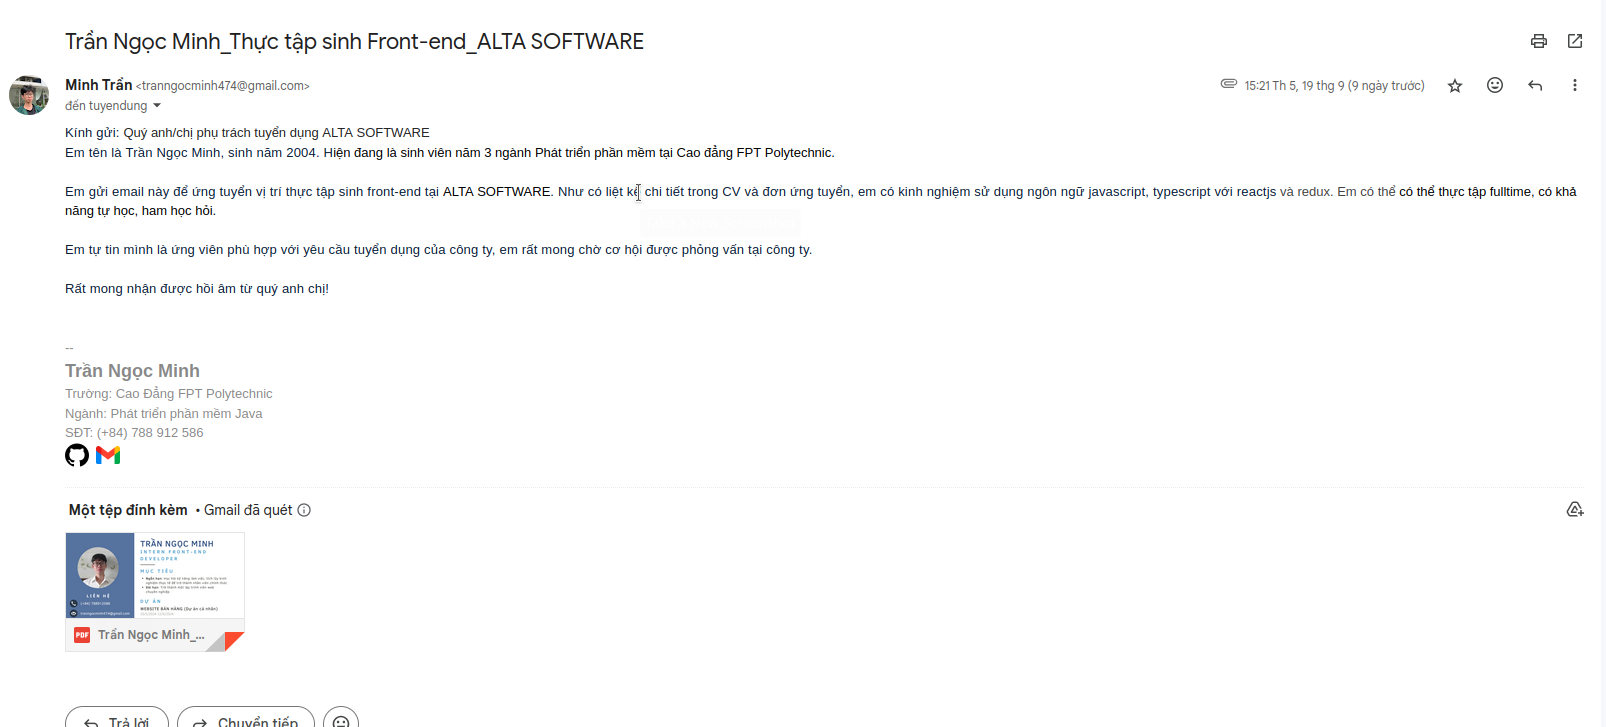 Trần Ngọc Minh_Thực tập sinh Front-end_ALTA SOFTWARE
Minh Trần <tranngocminh474@gmail.com>
15:21 Th 5, 19 thg 9 (9 ngày trước)
đến tuyendung
Kính gửi: Quý anh/chị phụ trách tuyển dụng ALTA SOFTWARE
Em tên là Trần Ngọc Minh, sinh năm 2004. Hiện đang là sinh viên năm 3 ngành Phát triển phần mềm tại Cao đẳng FPT Polytechnic.
Em gửi email này để ứng tuyển vị trí thực tập sinh front-end tại ALTA SOFTWARE. Như có liệt kê chi tiết trong CV và đơn ứng tuyển, em có kinh nghiệm sử dụng ngôn ngữ javascript, typescript với reactjs và redux. Em có thể có thể thực tập fulltime, có khả
năng tự học, ham học hỏi.
Em tự tin mình là ứng viên phù hợp với yêu cầu tuyển dụng của công ty, em rất mong chờ cơ hội được phỏng vấn tại công ty.
Rất mong nhận được hồi âm từ quý anh chị!
--
Trần Ngọc Minh
Trường: Cao Đẳng FPT Polytechnic
Ngành: Phát triển phần mềm Java
SĐT: (+84) 788 912 586
Một tệp đính kèm • Gmail đã quét
TRẦN NGỌC MINH
INTERN FRONT-END
DEVELOPER
MỤC TIÊU
LIÊN HỆ
DỰ ÁN
WEBSITE BÁN HÀNG (Dự án cá nhân)
PDF Trần Ngọc Minh_...
Trả lời
Chuyển tiếp